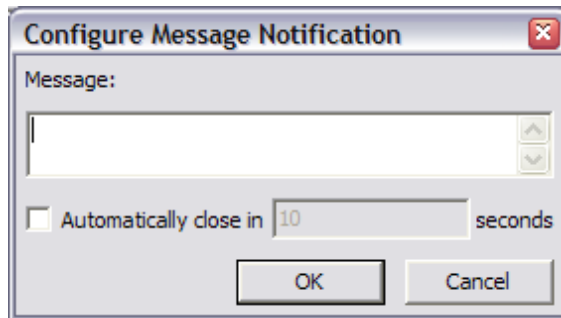 Configure Message Notification
Message:
Automatically close in 10 seconds
OK Cancel